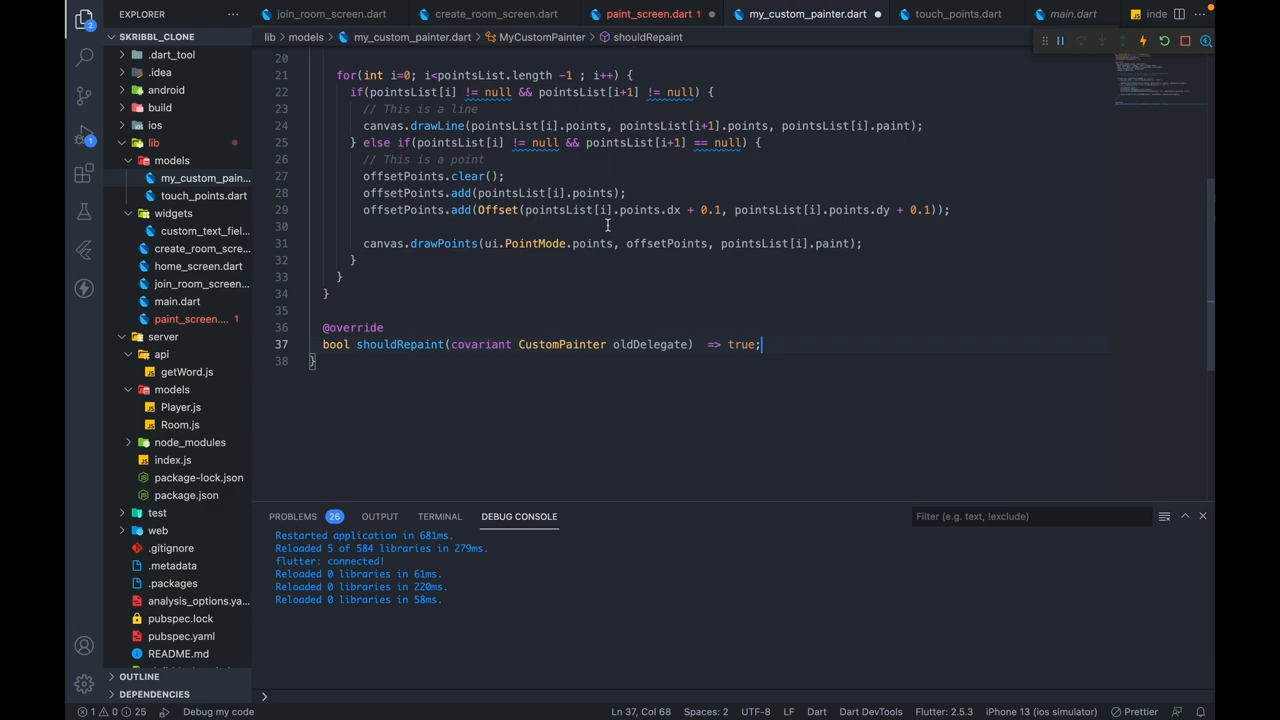 EXPLORER
SKRIBBL_CLONE
.dart_tool
.idea
android
build
ios
lib
models
my_custom_pain...
touch_points.dart
widgets
custom_text_fiel...
create_room_scre...
home_screen.dart
join_room_screen...
main.dart
paint_screen.... 1
server
api
getWord.js
models
Player.js
Room.js
node_modules
index.js
package-lock.json
package.json
test
web
.gitignore
.metadata
.packages
analysis_options.ya...
pubspec.lock
pubspec.yaml
README.md
OUTLINE
DEPENDENCIES
join_room_screen.dart
create_room_screen.dart
paint_screen.dart 1
my_custom_painter.dart
touch_points.dart
main.dart
inde
lib > models > my_custom_painter.dart > MyCustomPainter > shouldRepaint
20
21 for(int i=0; i<pointsList.length -1 ; i++) {
22 if(pointsList[i] != null && pointsList[i+1] != null) {
23 // This is a line
24 canvas.drawLine(pointsList[i].points, pointsList[i+1].points, pointsList[i].paint);
25 } else if(pointsList[i] != null && pointsList[i+1] == null) {
26 // This is a point
27 offsetPoints.clear();
28 offsetPoints.add(pointsList[i].points);
29 offsetPoints.add(Offset(pointsList[i].points.dx + 0.1, pointsList[i].points.dy + 0.1));
30
31 canvas.drawPoints(ui.PointMode.points, offsetPoints, pointsList[i].paint);
32 }
33 }
34 }
35
36 @override
37 bool shouldRepaint(covariant CustomPainter oldDelegate) => true;
38 }
PROBLEMS 26 OUTPUT TERMINAL DEBUG CONSOLE
Filter (e.g. text, !exclude)
Restarted application in 681ms.
Reloaded 5 of 584 libraries in 279ms.
flutter: connected!
Reloaded 0 libraries in 61ms.
Reloaded 0 libraries in 220ms.
Reloaded 0 libraries in 58ms.
1 0 25 Debug my code
Ln 37, Col 68 Spaces: 2 UTF-8 LF Dart Dart DevTools Flutter: 2.5.3 iPhone 13 (ios simulator) Prettier